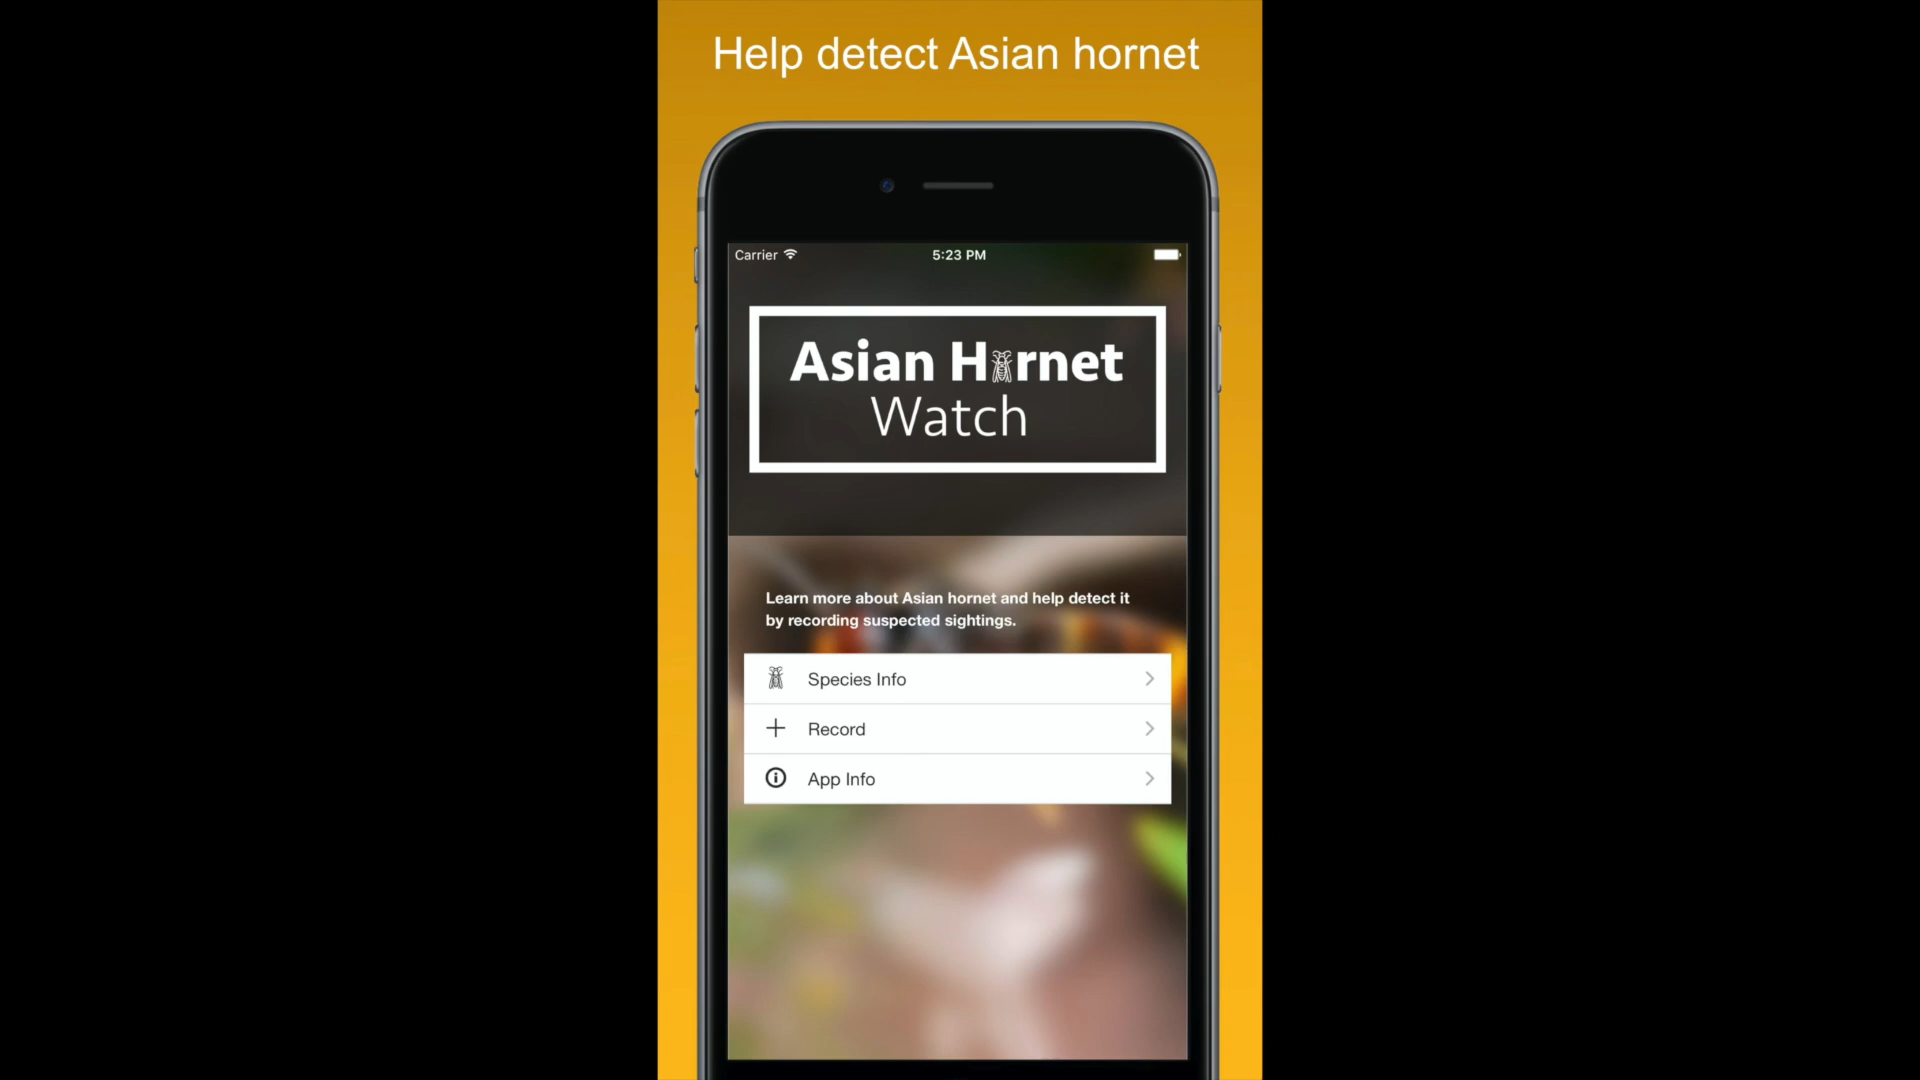 Help detect Asian hornet
Carrier
5:23 PM
Asian Hornet
Watch
Learn more about Asian hornet and help detect it
by recording suspected sightings.
Species Info
Record
App Info